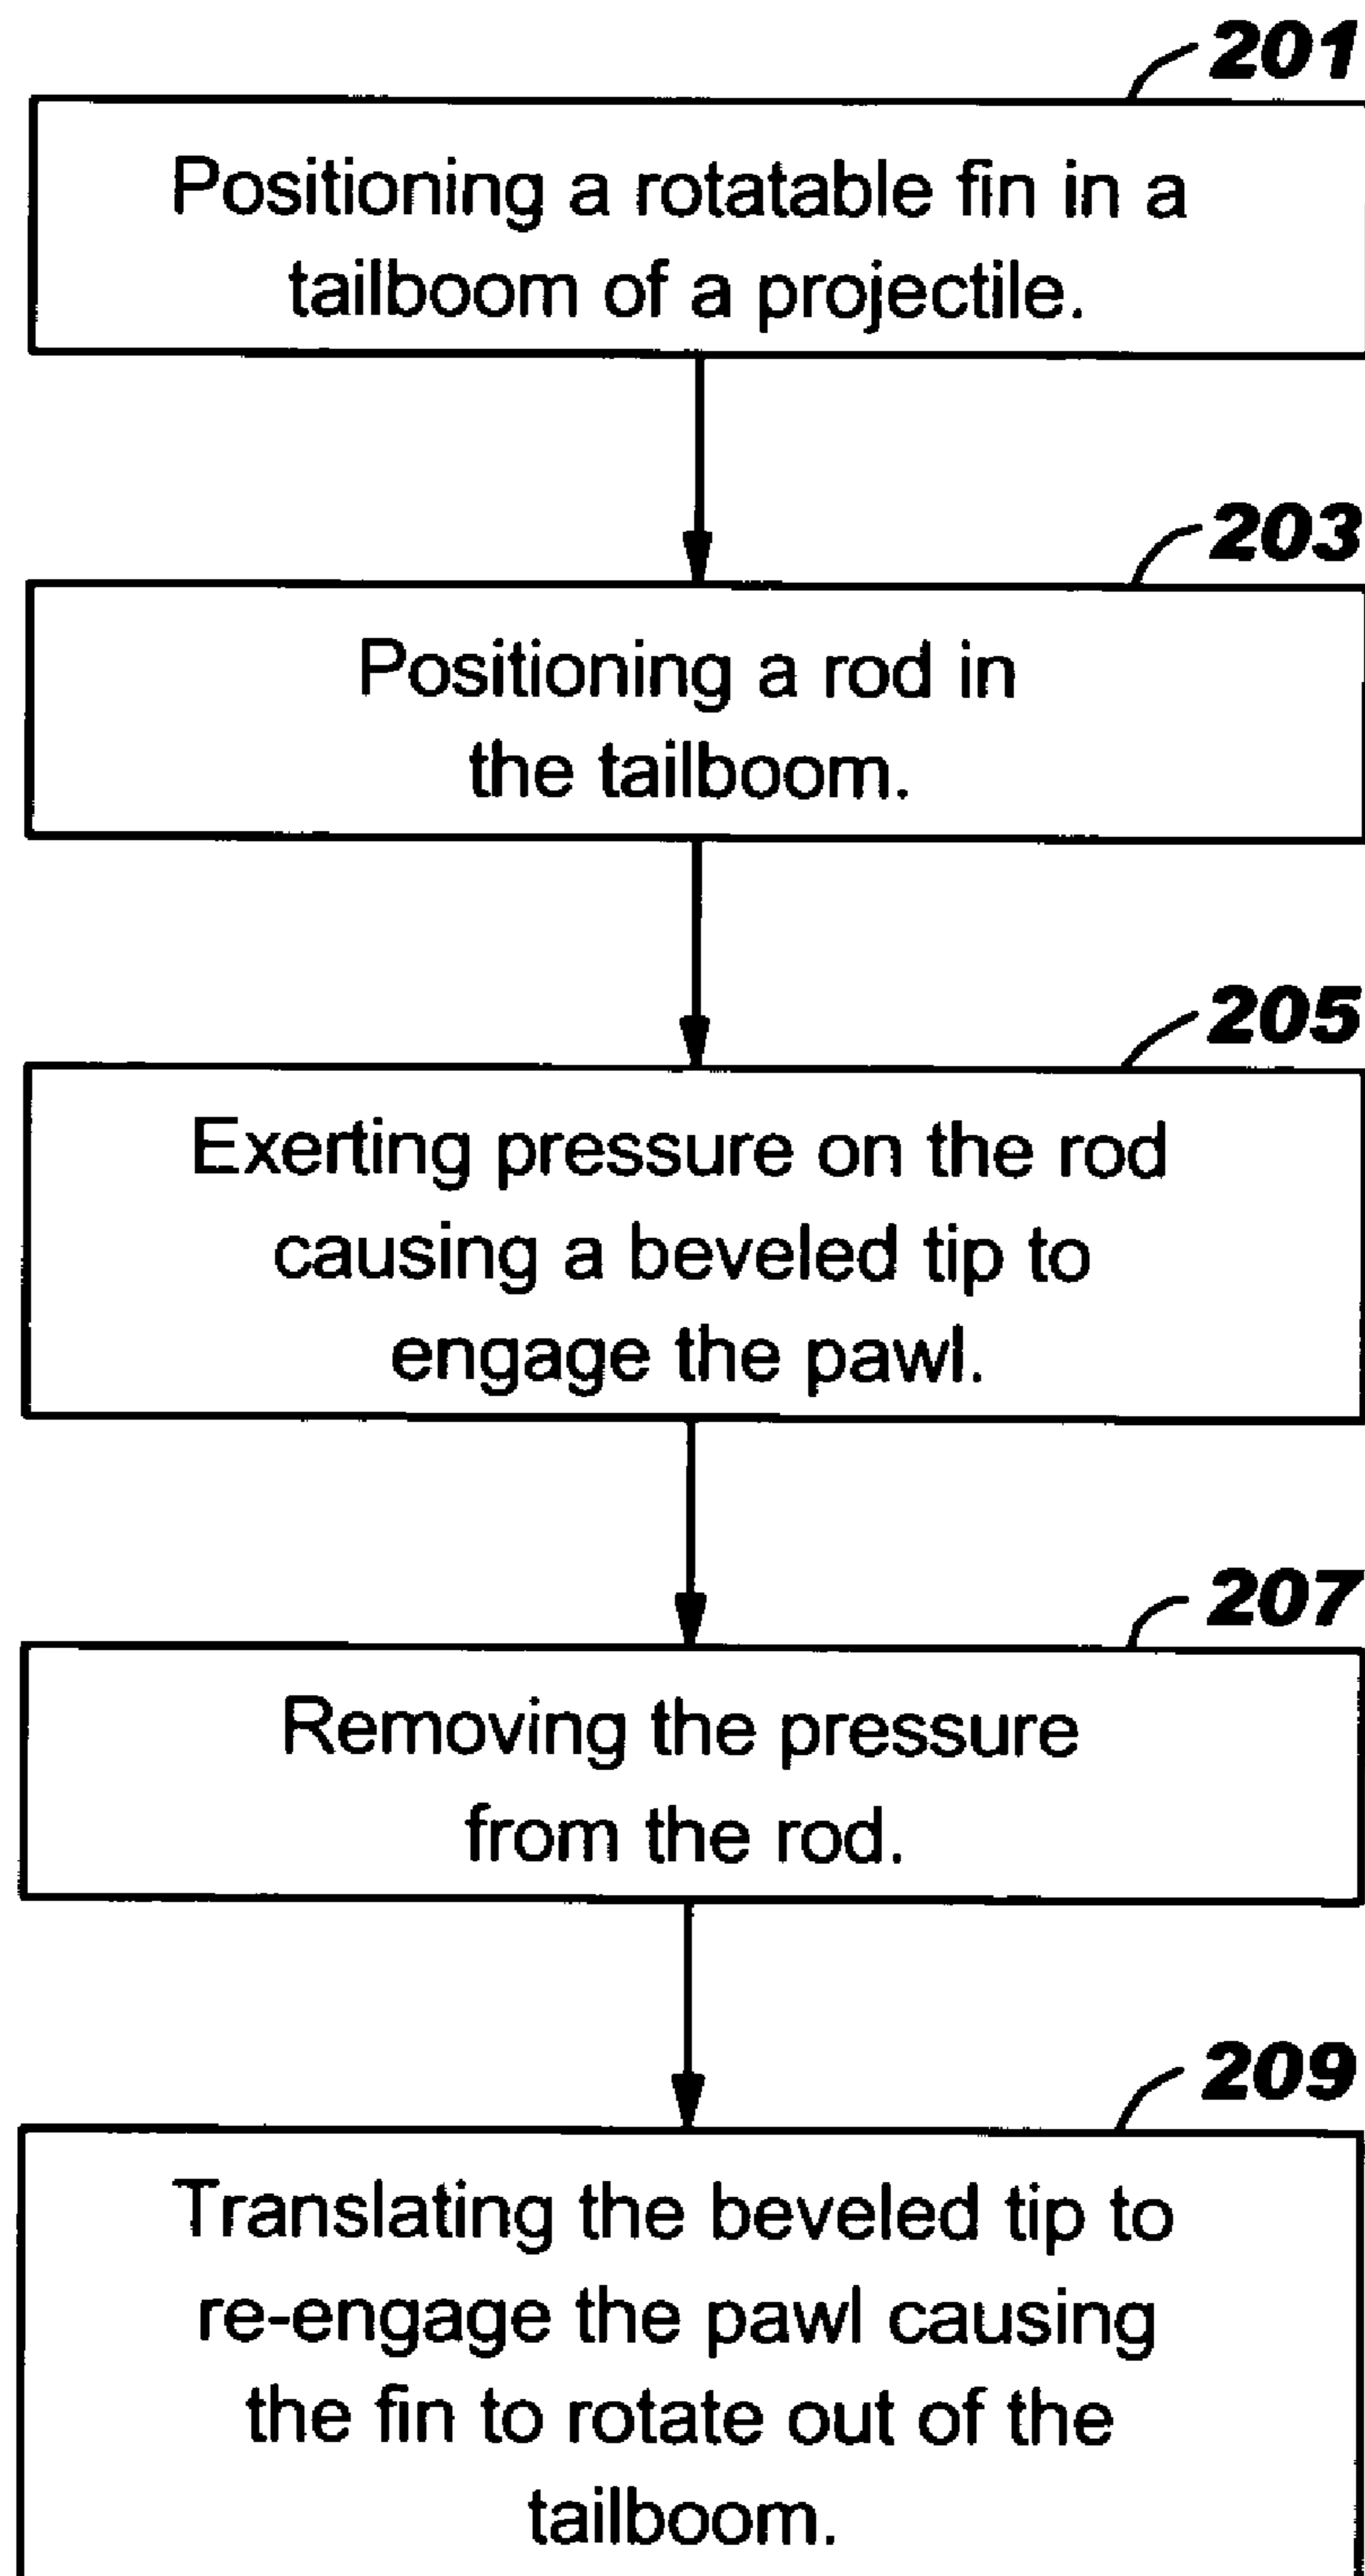 201
Positioning a rotatable fin in a
tailboom of a projectile.
203
Positioning a rod in
the tailboom.
205
Exerting pressure on the rod
causing a beveled tip to
engage the pawl.
207
Removing the pressure
from the rod.
209
Translating the beveled tip to
re-engage the pawl causing
the fin to rotate out of the
tailboom.